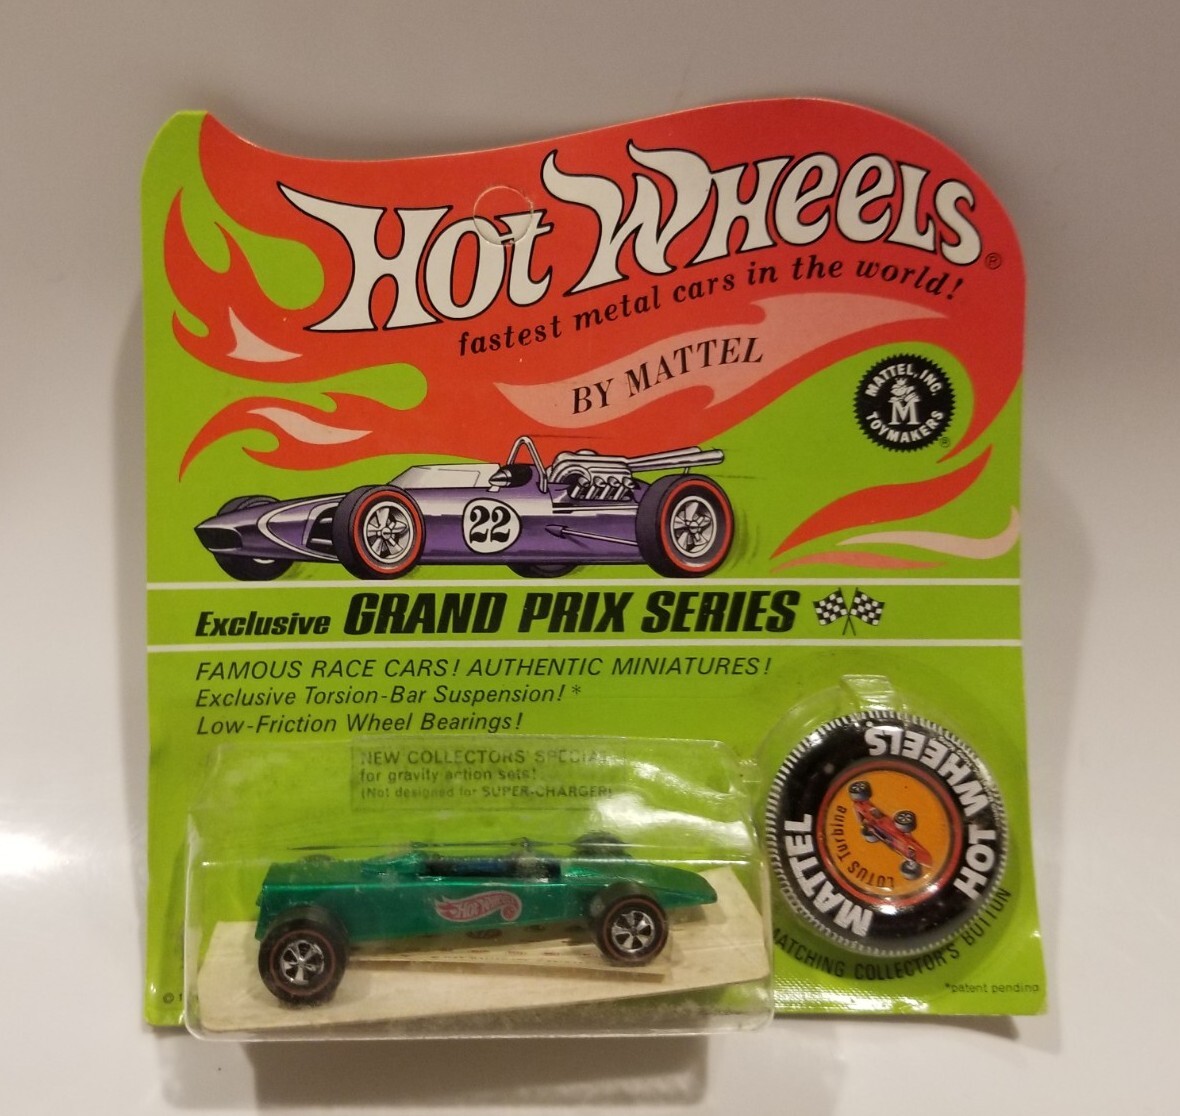 HOT WHEELS®
fastest metal cars in the world!
BY MATTEL
MATTEL, INC
M
TOYMAKERS
®
22
Exclusive GRAND PRIX SERIES
FAMOUS RACE CARS! AUTHENTIC MINIATURES!
Exclusive Torsion-Bar Suspension! *
Low-Friction Wheel Bearings!
NEW COLLECTORS' SPECIAL
for gravity action sets!
(Not designed for SUPER-CHARGER)
HOT WHEELS
MATTEL HOT WHEELS
LOTUS Turbine
MATCHING COLLECTOR'S BUTTON
*patent pending
©